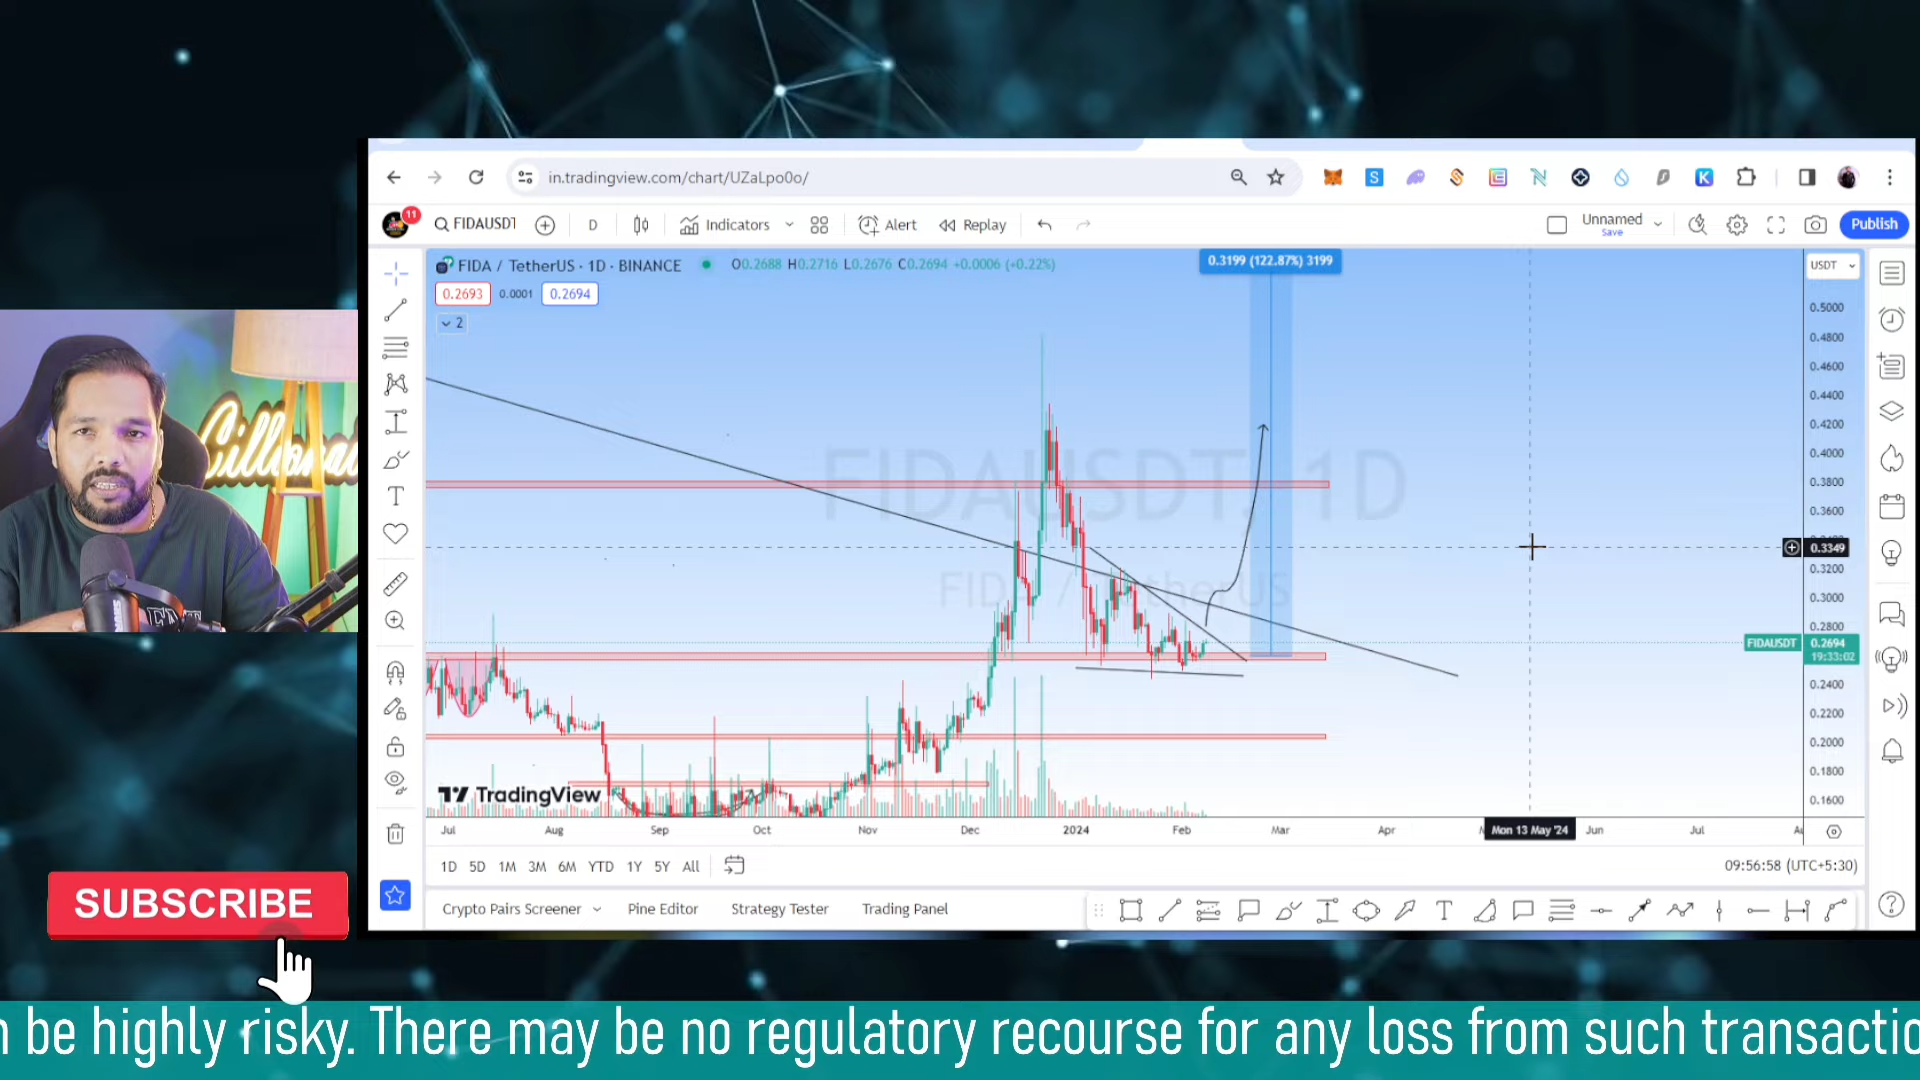 in.tradingview.com/chart/UZaLpo0o/
11
FIDAUSDT
D
Indicators
Alert
Replay
Unnamed
Save
Publish
FIDA / TetherUS · 1D · BINANCE
O0.2688 H0.2716 L0.2676 C0.2694 +0.0006 (+0.22%)
0.3199 (122.87%) 3199
USDT
0.2693 0.0001 0.2694
2
FIDAUSDT, 1D
FIDA / TetherUS
0.5000
0.4800
0.4600
0.4400
0.4200
0.4000
0.3800
0.3600
0.3349
0.3200
0.3000
0.2800
FIDAUSDT 0.2694
19:33:02
0.2400
0.2200
0.2000
0.1800
0.1600
TradingView
Jul Aug Sep Oct Nov Dec 2024 Feb Mar Apr Mon 13 May '24 Jun Jul
1D 5D 1M 3M 6M YTD 1Y 5Y All
09:56:58 (UTC+5:30)
Crypto Pairs Screener Pine Editor Strategy Tester Trading Panel
SUBSCRIBE
n be highly risky. There may be no regulatory recourse for any loss from such transactio